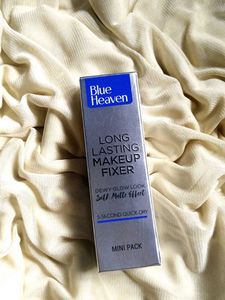 Blue
Heaven
LONG
LASTING
MAKEUP
FIXER
DEWY-GLOW LOOK
Soft Matte Effect
3-SECOND QUICK-DRY
MINI PACK